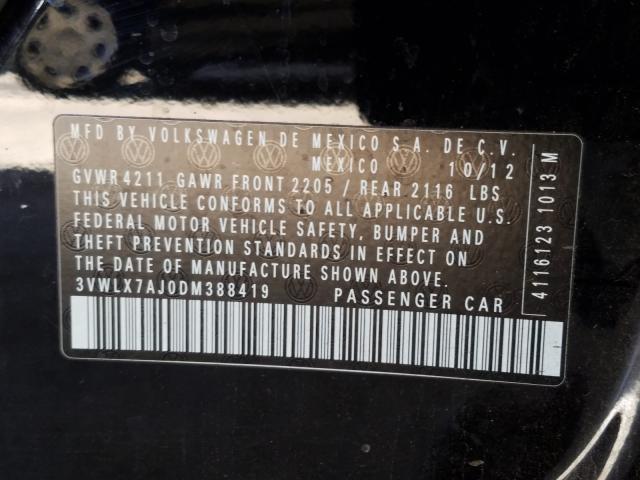 MFD BY VOLKSWAGEN DE MEXICO S.A. DE C.V.
MEXICO 10/12
GVWR 4211 GAWR FRONT 2205 / REAR 2116 LBS
THIS VEHICLE CONFORMS TO ALL APPLICABLE U.S.
FEDERAL MOTOR VEHICLE SAFETY, BUMPER AND
THEFT PREVENTION STANDARDS IN EFFECT ON
THE DATE OF MANUFACTURE SHOWN ABOVE.
3VWLX7AJ0DM388419 PASSENGER CAR
4116123 1013 M